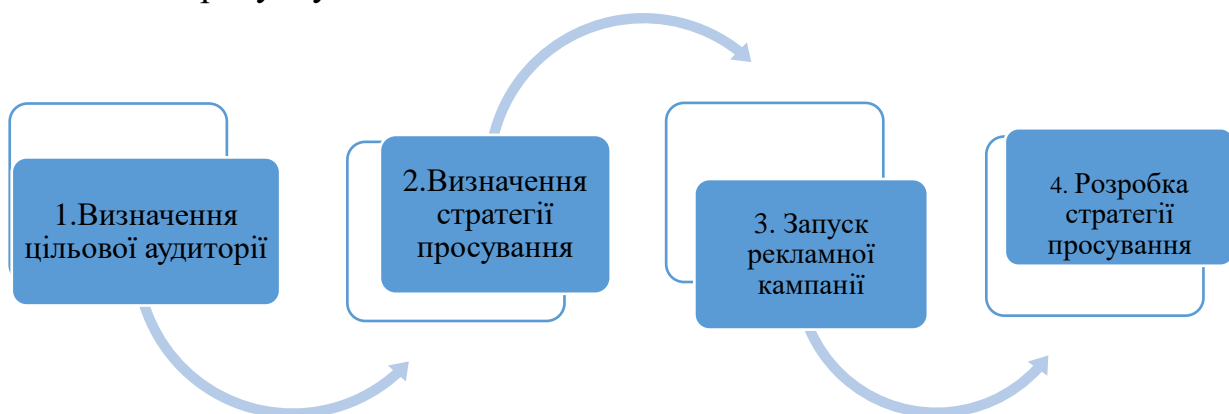 1.Визначення
цільової аудиторії
2.Визначення
стратегії
просування
3. Запуск
рекламної
кампанії
4. Розробка
стратегії
просування